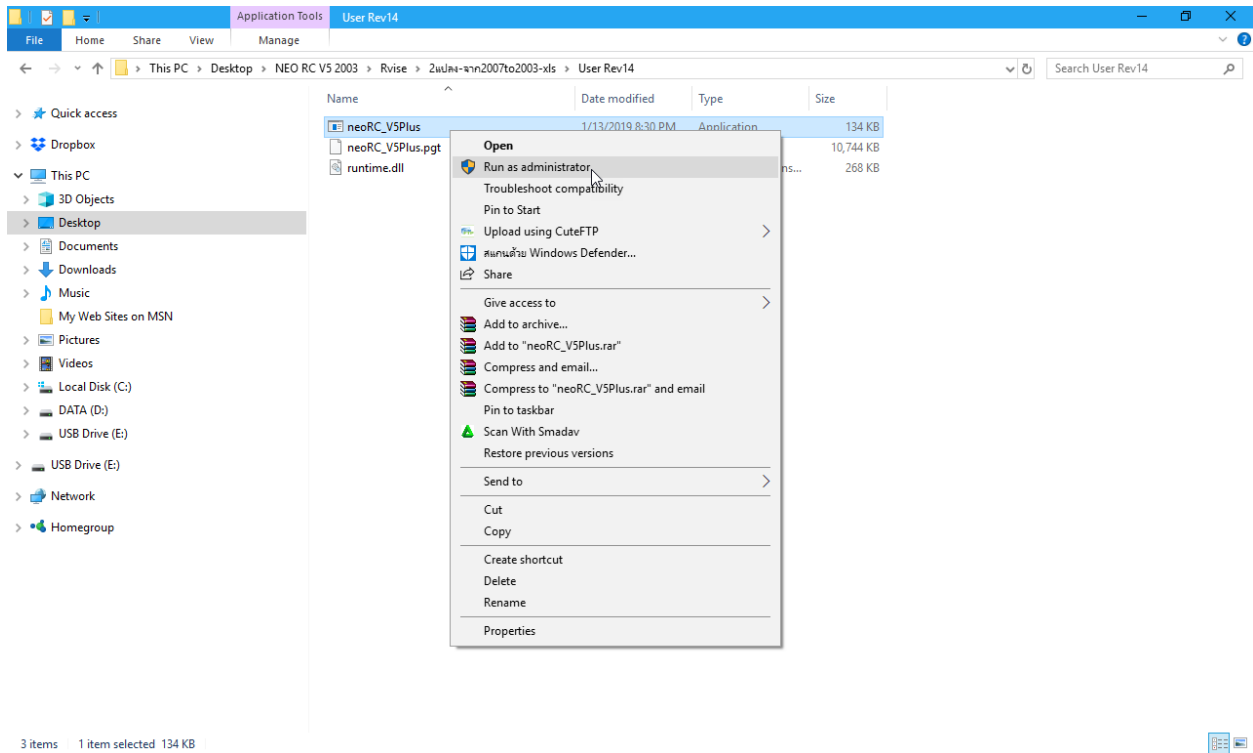 Application Tools User Rev14
File Home Share View Manage
This PC > Desktop > NEO RC V5 2003 > Rvise > 2แปลง-จาก2007to2003-xls > User Rev14
Search User Rev14
Name Date modified Type Size
neoRC_V5Plus 1/13/2019 8:30 PM Application 134 KB
neoRC_V5Plus.pgt 10,744 KB
runtime.dll ns... 268 KB
Quick access
Dropbox
This PC
3D Objects
Desktop
Documents
Downloads
Music
My Web Sites on MSN
Pictures
Videos
Local Disk (C:)
DATA (D:)
USB Drive (E:)
USB Drive (E:)
Network
Homegroup
Open
Run as administrator
Troubleshoot compatibility
Pin to Start
Upload using CuteFTP
สแกนด้วย Windows Defender...
Share
Give access to
Add to archive...
Add to "neoRC_V5Plus.rar"
Compress and email...
Compress to "neoRC_V5Plus.rar" and email
Pin to taskbar
Scan With Smadav
Restore previous versions
Send to
Cut
Copy
Create shortcut
Delete
Rename
Properties
3 items 1 item selected 134 KB